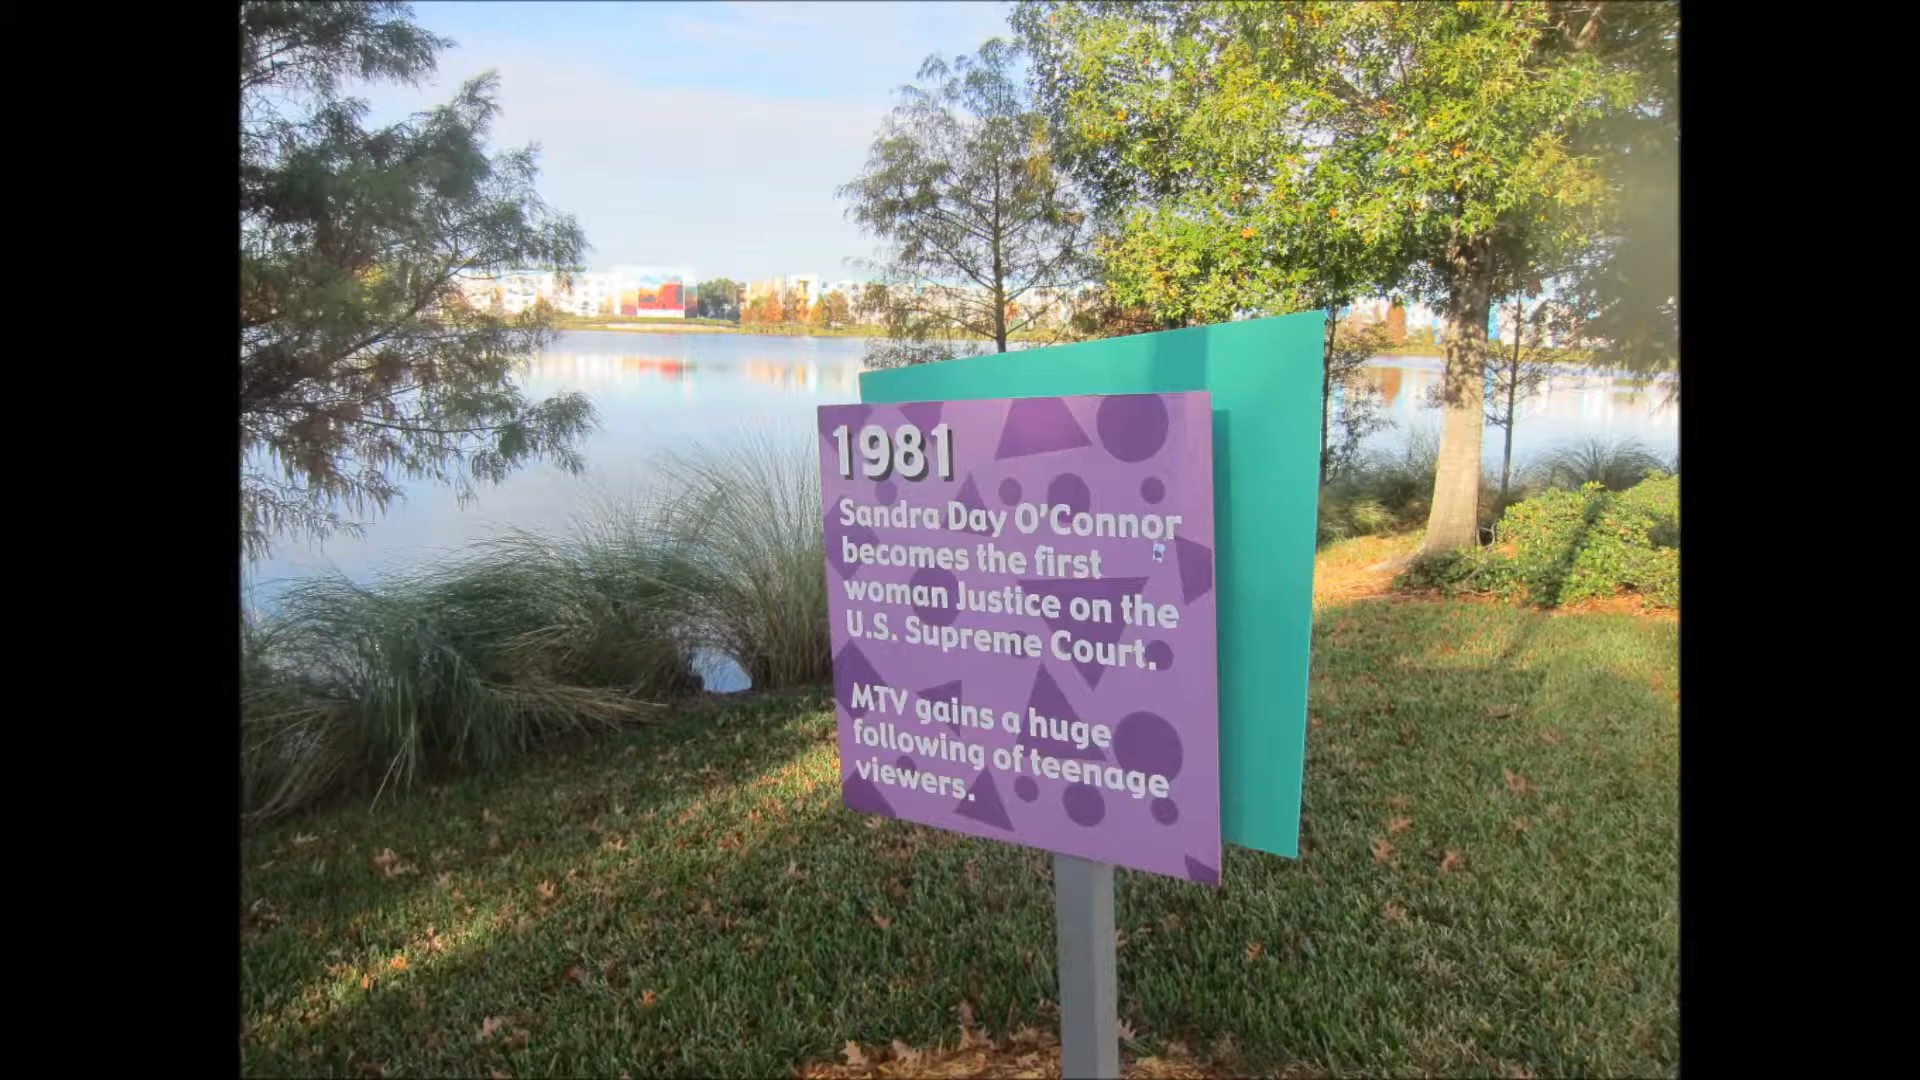 1981
Sandra Day O'Connor
becomes the first
woman Justice on the
U.S. Supreme Court.
MTV gains a huge
following of teenage
viewers.